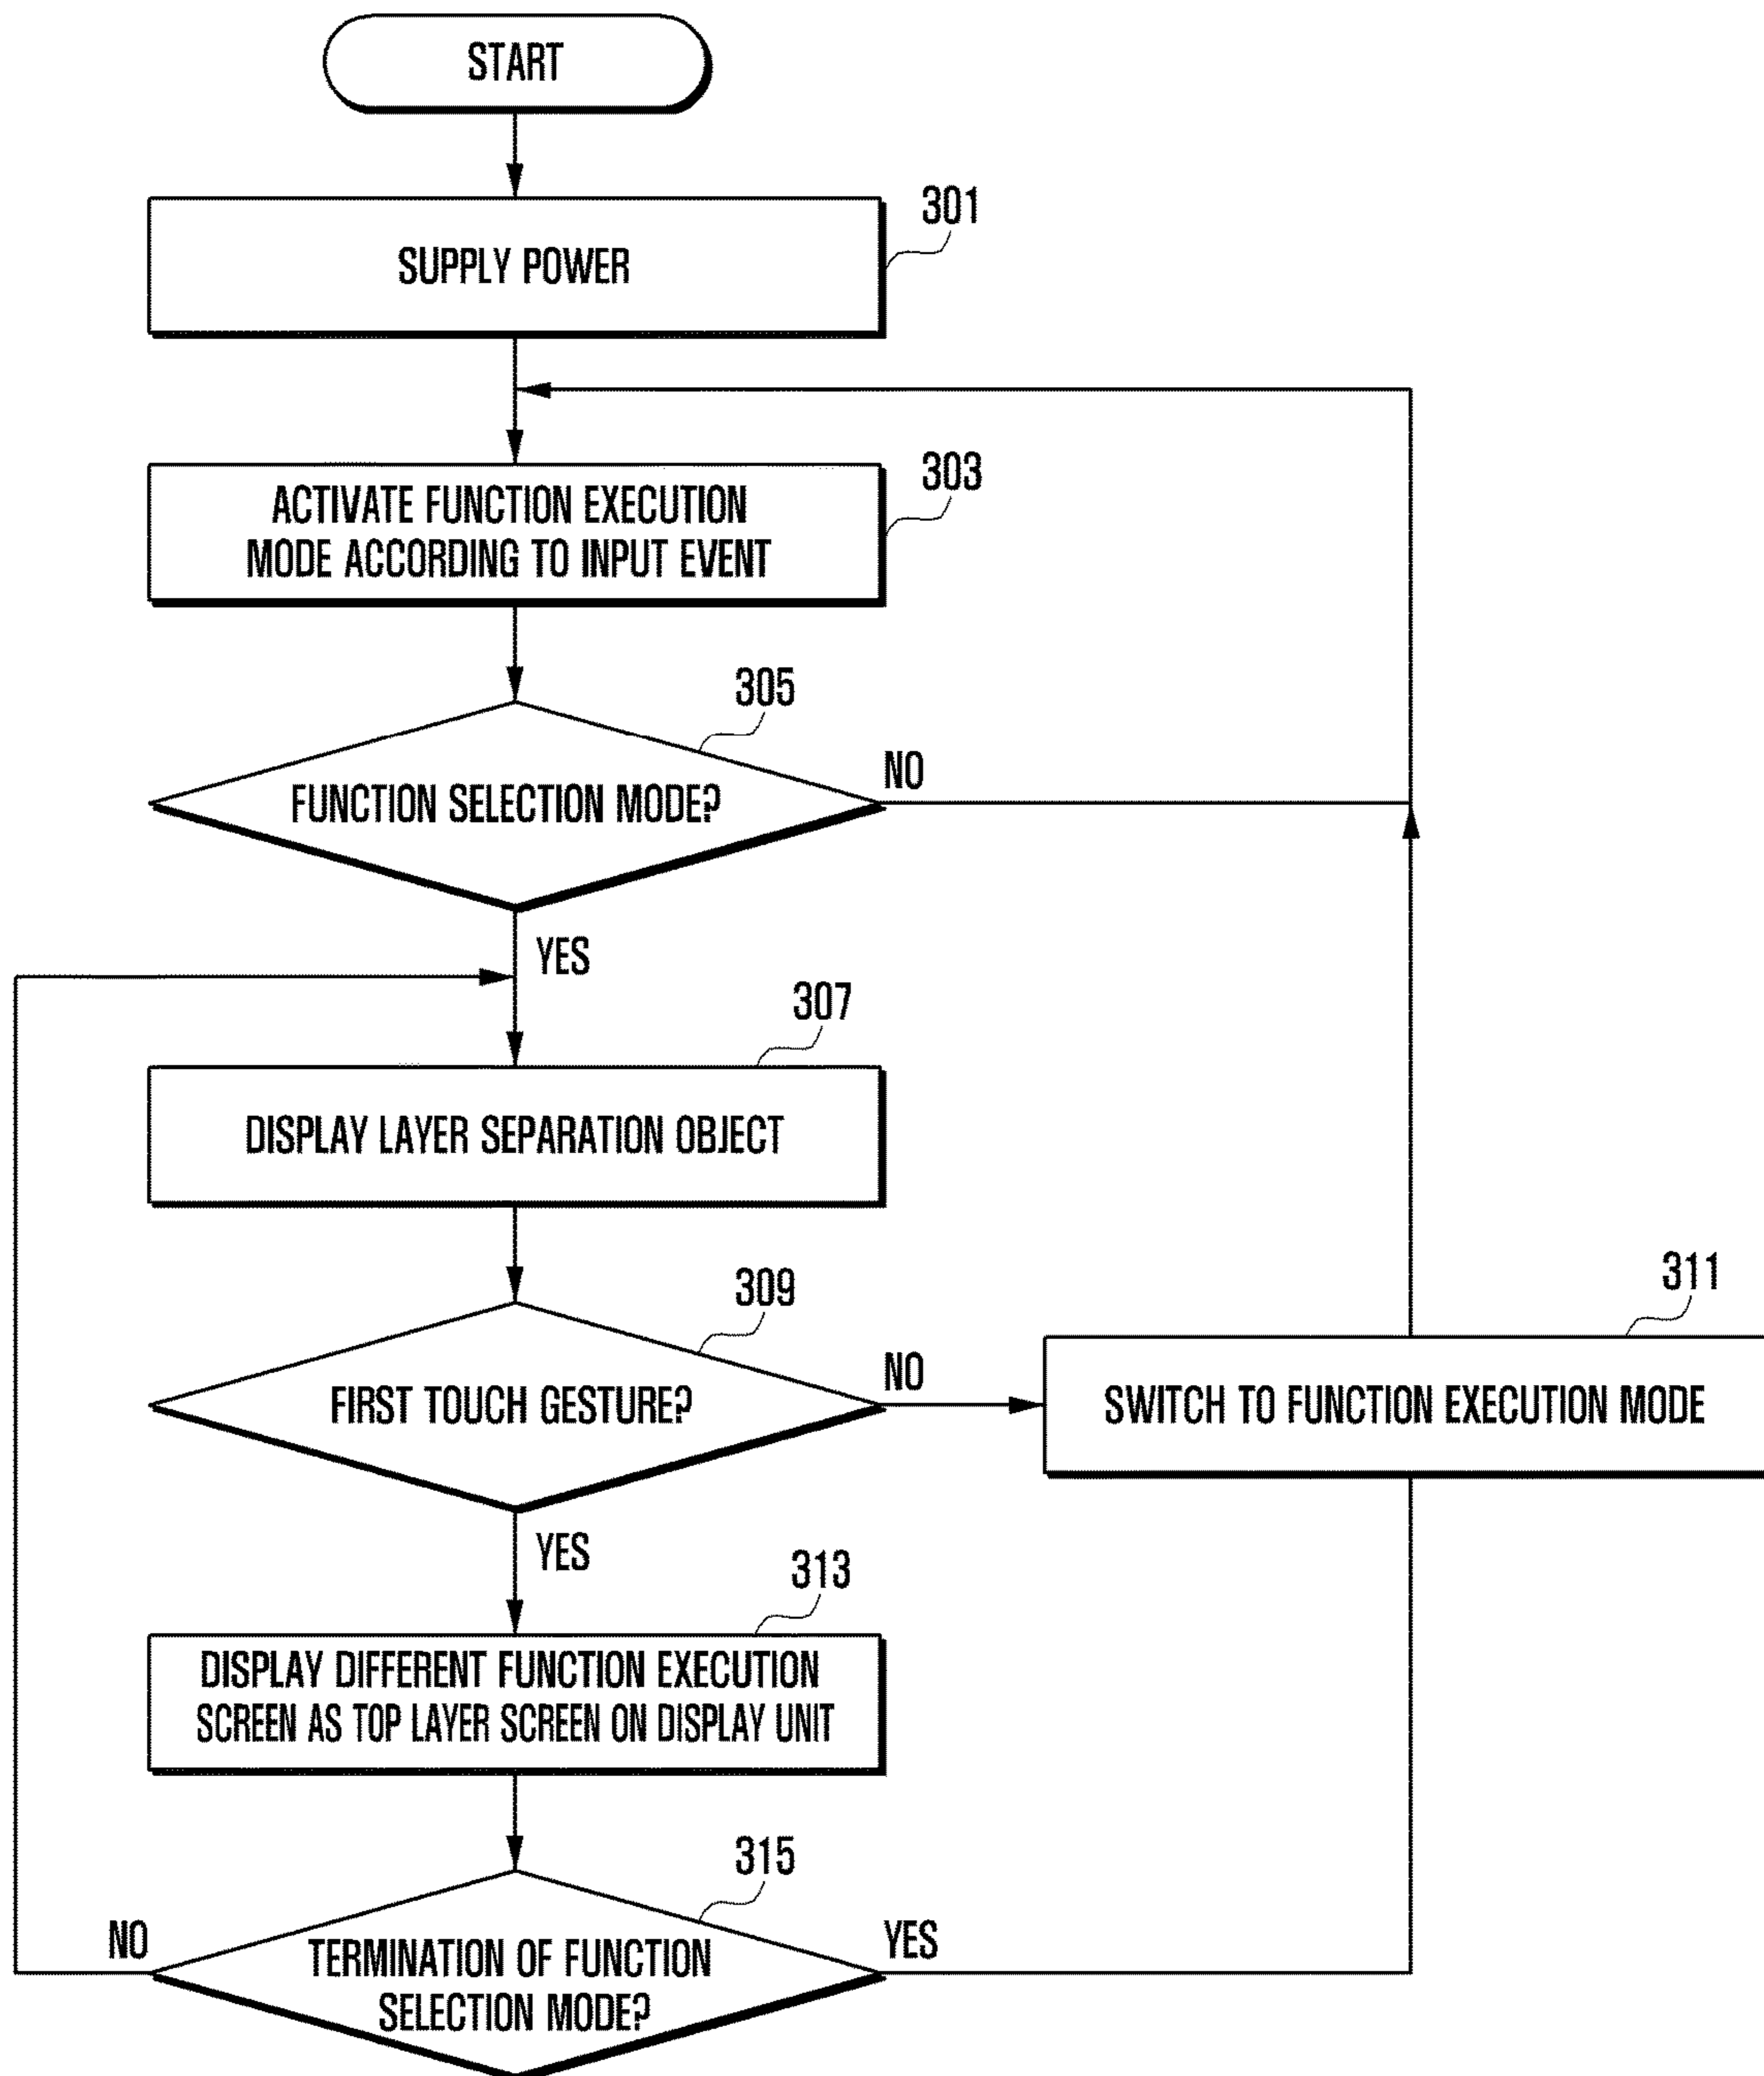 START
301
SUPPLY POWER
303
ACTIVATE FUNCTION EXECUTION
MODE ACCORDING TO INPUT EVENT
305
NO
FUNCTION SELECTION MODE?
YES
307
DISPLAY LAYER SEPARATION OBJECT
309
NO
FIRST TOUCH GESTURE?
311
SWITCH TO FUNCTION EXECUTION MODE
YES
313
DISPLAY DIFFERENT FUNCTION EXECUTION
SCREEN AS TOP LAYER SCREEN ON DISPLAY UNIT
315
NO
YES
TERMINATION OF FUNCTION
SELECTION MODE?